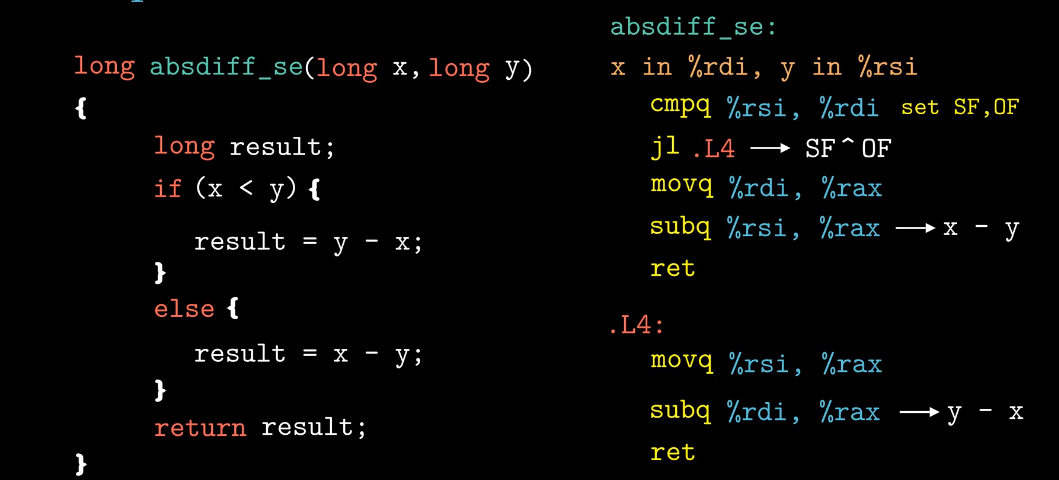 long absdiff_se(long x, long y)
{
long result;
if (x < y) {
result = y - x;
}
else {
result = x - y;
}
return result;
}
absdiff_se:
x in %rdi, y in %rsi
cmpq %rsi, %rdi set SF,OF
jl .L4 → SF^OF
movq %rdi, %rax
subq %rsi, %rax → x - y
ret
.L4:
movq %rsi, %rax
subq %rdi, %rax → y - x
ret